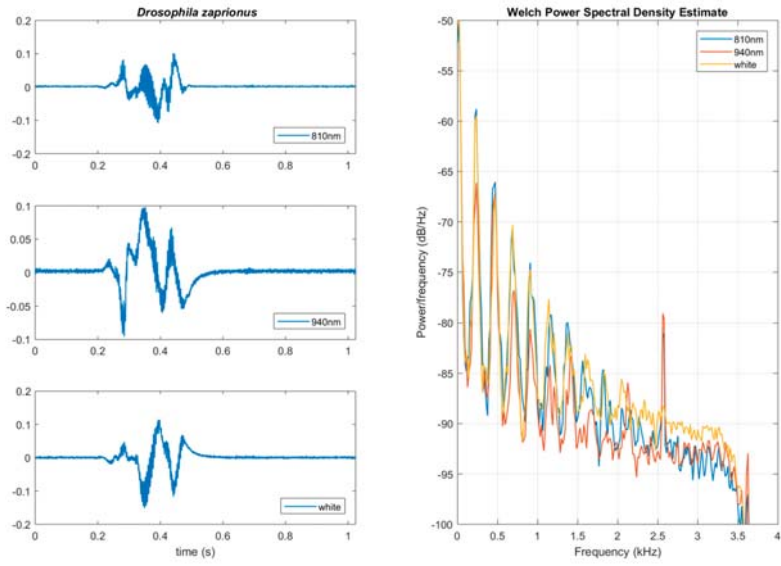 Drosophila zaprionus
0.2
0.1
0
-0.1
-0.2
810nm
0 0.2 0.4 0.6 0.8 1
0.1
0.05
0
-0.05
-0.1
940nm
0 0.2 0.4 0.6 0.8 1
0.2
0.1
0
-0.1
-0.2
white
0 0.2 0.4 0.6 0.8 1
time (s)
Welch Power Spectral Density Estimate
810nm
940nm
white
Power/frequency (dB/Hz)
-50
-55
-60
-65
-70
-75
-80
-85
-90
-95
-100
0 0.5 1 1.5 2 2.5 3 3.5 4
Frequency (kHz)